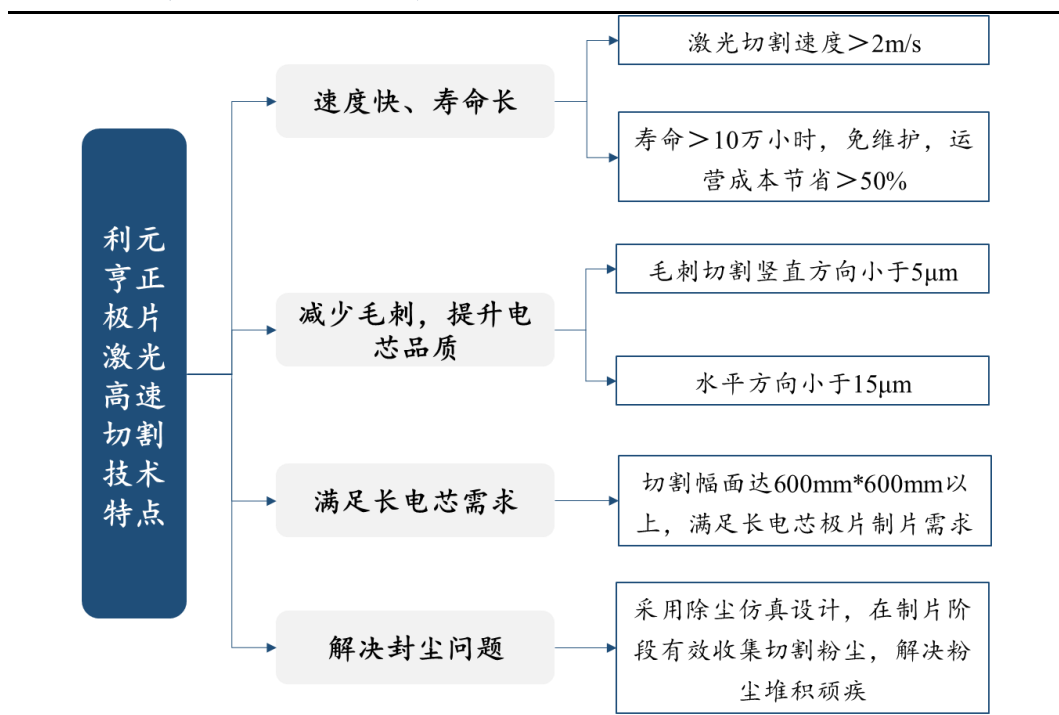 利元
亨正
极片
激光
高速
切割
技术
特点
速度快、寿命长
激光切割速度＞2m/s
寿命＞10万小时，免维护，运
营成本节省＞50%
减少毛刺，提升电
芯品质
毛刺切割竖直方向小于5μm
水平方向小于15μm
满足长电芯需求
切割幅面达600mm*600mm以
上，满足长电芯极片制片需求
解决封尘问题
采用除尘仿真设计，在制片阶
段有效收集切割粉尘，解决粉
尘堆积顽疾